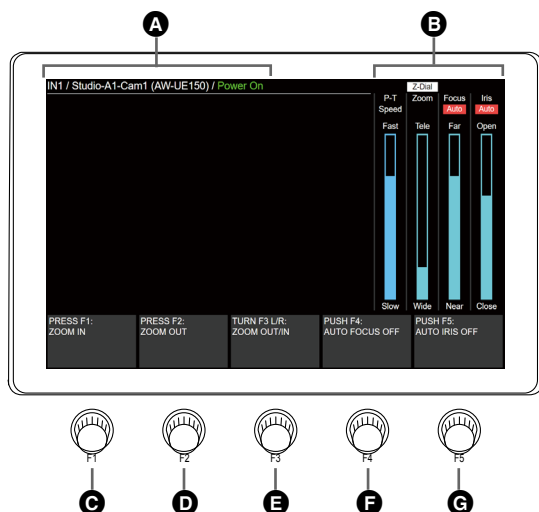 A
B
IN1 / Studio-A1-Cam1 (AW-UE150) / Power On
Z-Dial
P-T Speed
Zoom
Focus
Iris
Auto
Auto
Fast
Tele
Far
Open
Slow
Wide
Near
Close
PRESS F1:
ZOOM IN
PRESS F2:
ZOOM OUT
TURN F3 L/R:
ZOOM OUT/IN
PUSH F4:
AUTO FOCUS OFF
PUSH F5:
AUTO IRIS OFF
F1
F2
F3
F4
F5
C
D
E
F
G